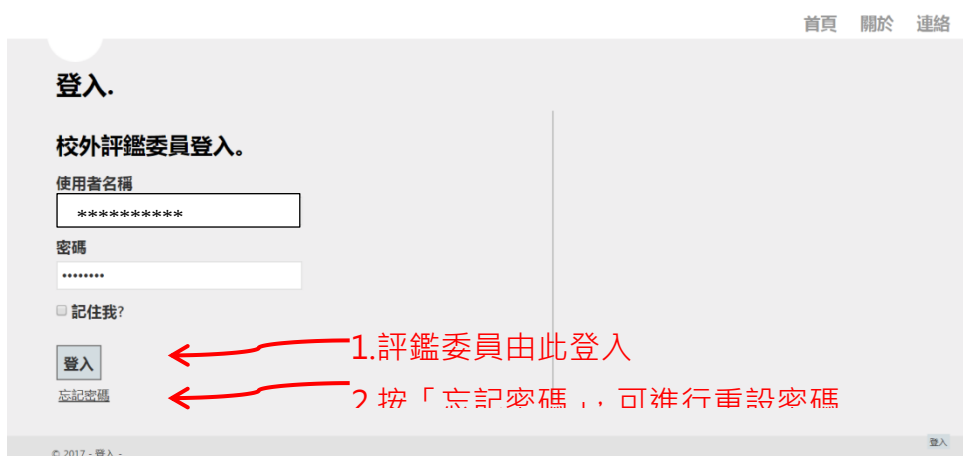 首頁 關於 連絡
登入.
校外評鑑委員登入。
使用者名稱
**********
密碼
••••••••
記住我?
登入
1.評鑑委員由此登入
忘記密碼
2.按「忘記密碼」,可進行重設密碼
登入
© 2017 - 登入 -